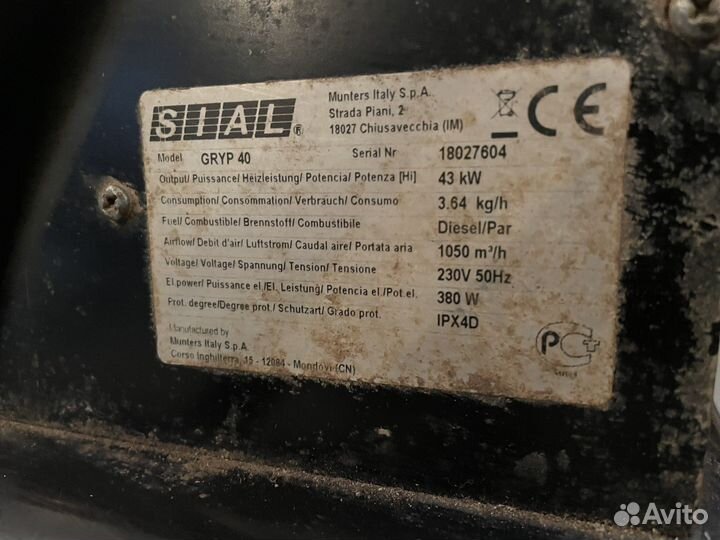 SIAL®
Munters Italy S.p.A.
Strada Piani, 2
18027 Chiusavecchia (IM)
CE
Model GRYP 40 Serial Nr 18027604
Output/ Puissance/ Heizleistung/ Potencia/ Potenza [Hi] 43 kW
Consumption/ Consommation/ Verbrauch/ Consumo 3.64 kg/h
Fuel/ Combustible/ Brennstoff/ Combustibile Diesel/Par
Airflow/ Debit d'air/ Luftstrom/ Caudal aire/ Portata aria 1050 m³/h
Voltage/ Voltage/ Spannung/ Tension/ Tensione 230V 50Hz
El power/ Puissance el./El. Leistung/ Potencia el./Pot.el. 380 W
Prot. degree/Degree prot./ Schutzart/ Grado prot. IPX4D
Manufactured by
Munters Italy S.p.A.
Corso Inghilterra, 15 - 12084 - Mondovì (CN)
Avito